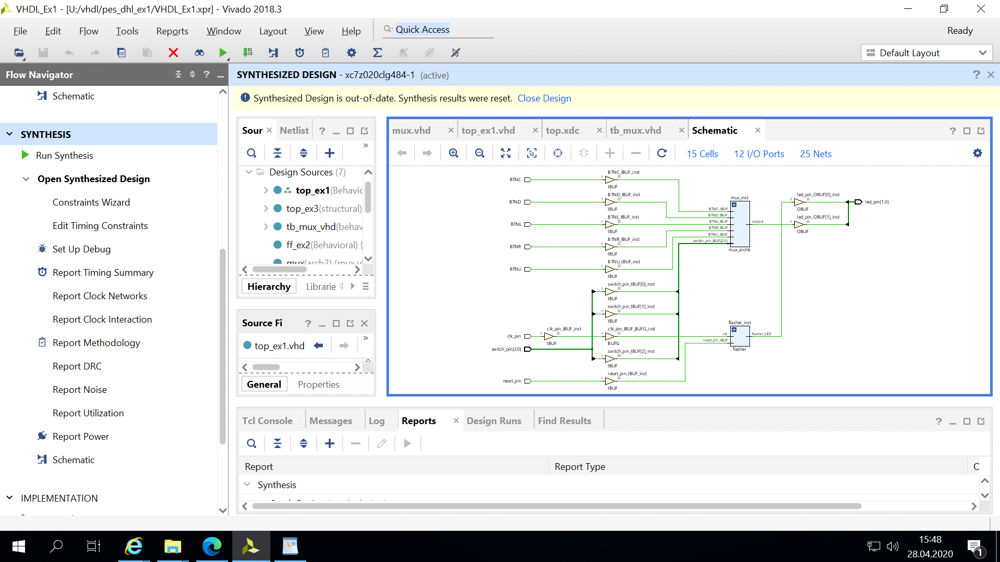 VHDL_Ex1 - [U:/vhdl/pes_dhl_ex1/VHDL_Ex1.xpr] - Vivado 2018.3
File Edit Flow Tools Reports Window Layout View Help Quick Access Ready
Default Layout
Flow Navigator
SYNTHESIZED DESIGN - xc7z020clg484-1 (active)
Synthesized Design is out-of-date. Synthesis results were reset. Close Design
Schematic
SYNTHESIS
Run Synthesis
Open Synthesized Design
Constraints Wizard
Edit Timing Constraints
Set Up Debug
Report Timing Summary
Report Clock Networks
Report Clock Interaction
Report Methodology
Report DRC
Report Noise
Report Utilization
Report Power
Schematic
IMPLEMENTATION
Sour Netlist
Design Sources (7)
top_ex1(Behavic
top_ex3(structural)
tb_mux_vhd(behav
ff_ex2(Behavioral) (
mux(arch3) (mux.vl
Hierarchy Librarie
Source Fi
top_ex1.vhd
General Properties
mux.vhd top_ex1.vhd top.xdc tb_mux.vhd Schematic
15 Cells 12 I/O Ports 25 Nets
BTNC
BTNC_IBUF_inst
I O
IBUF
BTND
BTND_IBUF_inst
I O
IBUF
BTNL
BTNL_IBUF_inst
I O
IBUF
BTNR
BTNR_IBUF_inst
I O
IBUF
BTNU
BTNU_IBUF_inst
I O
IBUF
switch_pin_IBUF[0]_inst
I O
IBUF
switch_pin_IBUF[1]_inst
I O
IBUF
clk_pin
clk_pin_IBUF_inst
I O
IBUF
clk_pin_IBUF_BUFG_inst
I O
BUFG
switch_pin[2:0]
switch_pin_IBUF[2]_inst
I O
IBUF
reset_pin
reset_pin_IBUF_inst
I O
IBUF
mux_inst
BTNC_IBUF
BTND_IBUF
BTNL_IBUF
BTNR_IBUF
BTNU_IBUF
switch_pin_IBUF[2:0]
output
mux_arch6
led_pin_OBUF[0]_inst
I O
OBUF
led_pin[1:0]
led_pin_OBUF[1]_inst
I O
OBUF
flasher_inst
clk
reset_pin_IBUF
flasher_LED
flasher
Tcl Console Messages Log Reports Design Runs Find Results
Report Report Type C
Synthesis
15:48
28.04.2020
1